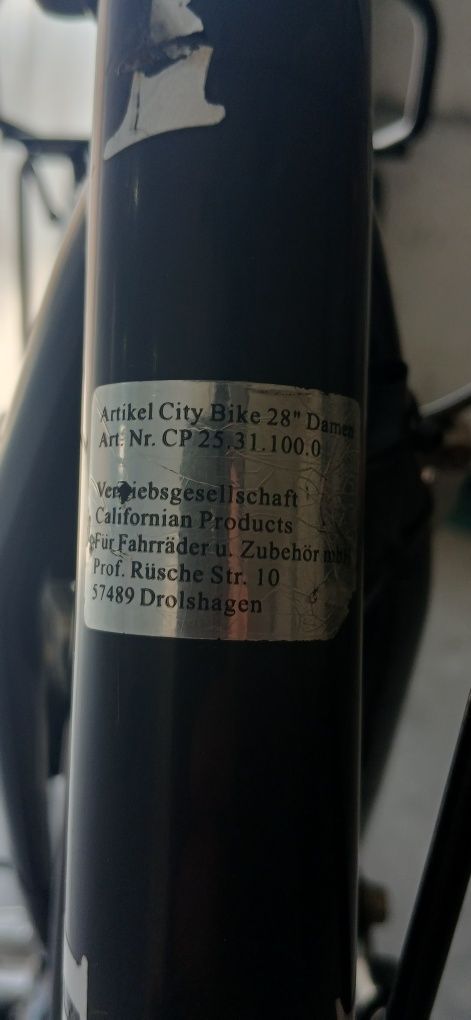 Artikel City Bike 28" Damen
Art. Nr. CP 25.31.100.0
Vertriebsgesellschaft
Californian Products
Für Fahrräder u. Zubehör mbH
Prof. Rüsche Str. 10
57489 Drolshagen